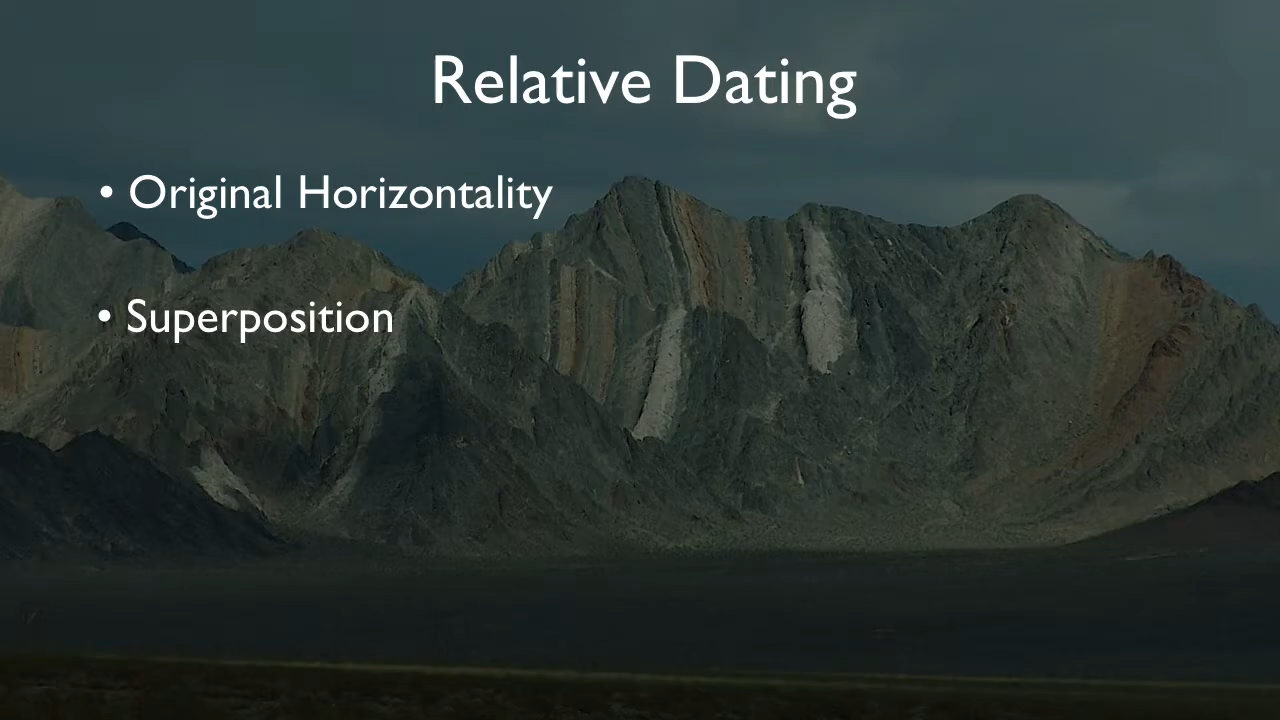 Relative Dating
• Original Horizontality
• Superposition